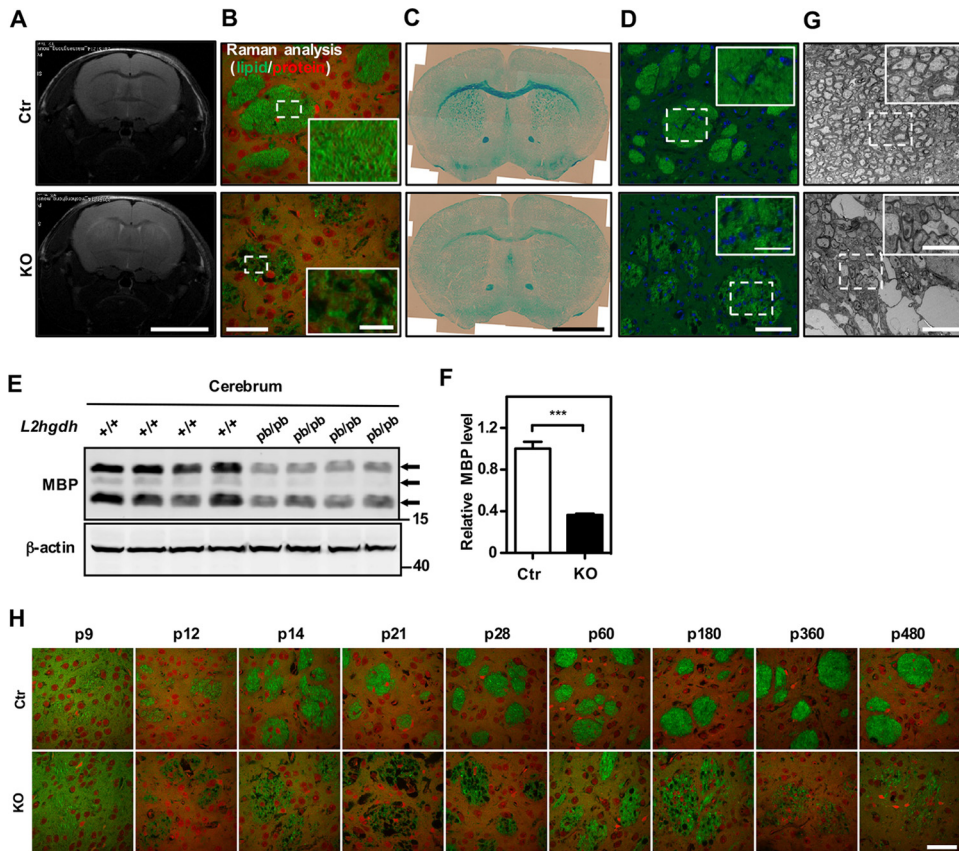 A
B
C
D
G
Ctr
KO
Raman analysis
(lipid/protein)
E
Cerebrum
L2hgdh
+/+ +/+ +/+ +/+ pb/pb pb/pb pb/pb pb/pb
MBP
15
β-actin
40
F
***
Relative MBP level
1.2
0.8
0.4
0
Ctr KO
H
p9 p12 p14 p21 p28 p60 p180 p360 p480
Ctr
KO